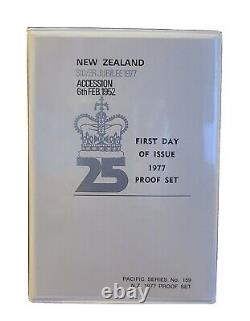 NEW ZEALAND
SILVER JUBILEE 1977
ACCESSION
6th FEB. 1952
25
FIRST DAY
OF ISSUE
1977
PROOF SET
PACIFIC SERIES No. 159
N.Z. 1977 PROOF SET